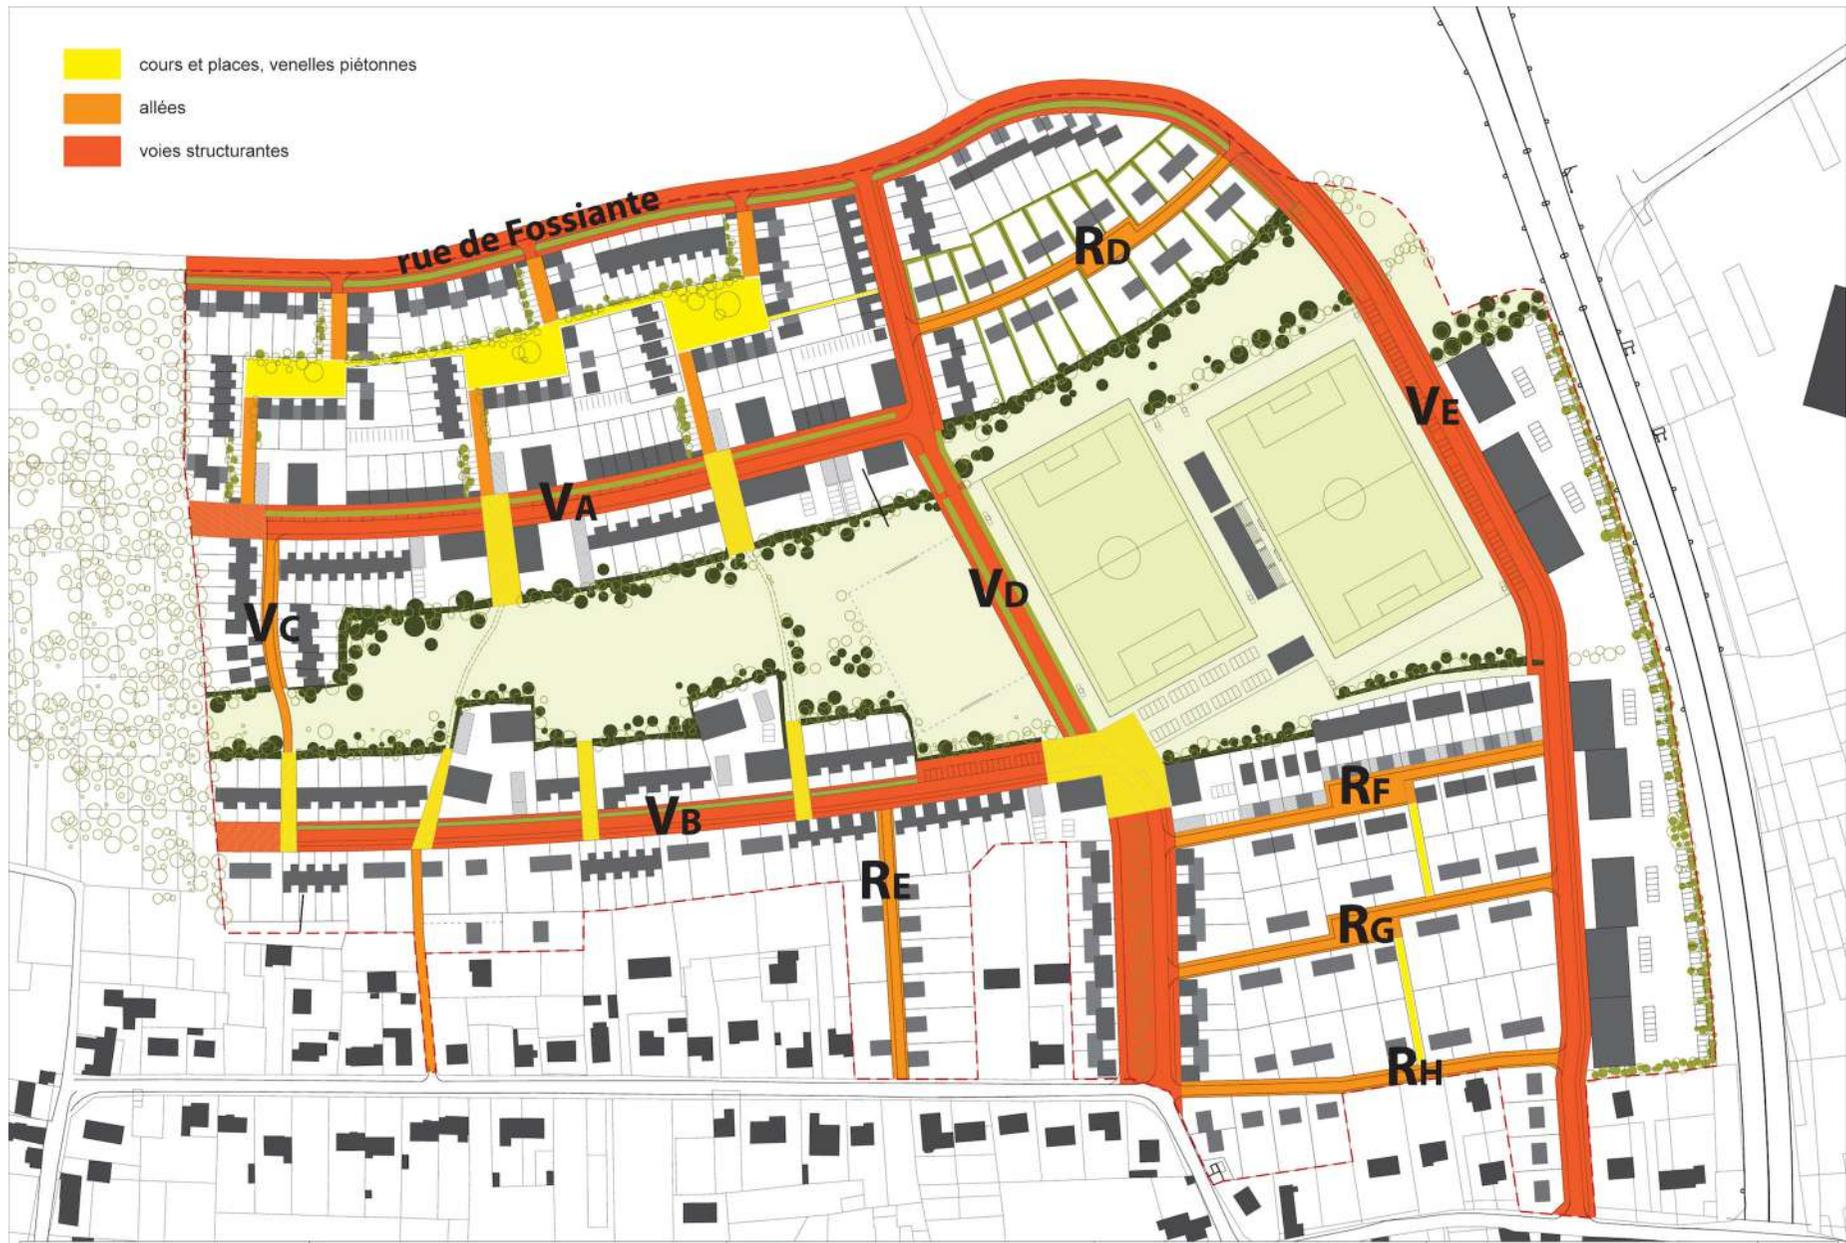 cours et places, venelles piétonnes
allées
voies structurantes
rue de Fossiante
RD
VE
VA
VD
VC
RF
VB
RE
RG
RH